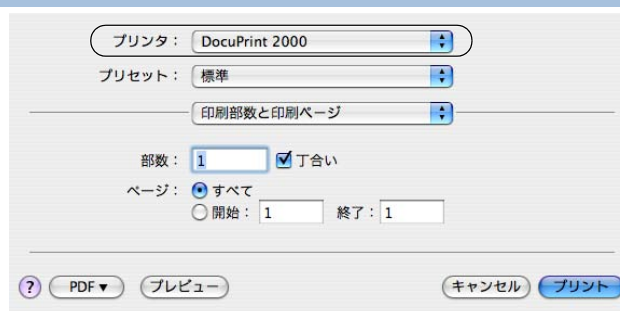 プリンタ： DocuPrint 2000
プリセット： 標準
印刷部数と印刷ページ
部数： 1 丁合い
ページ： すべて
開始： 1 終了： 1
? PDF▼ プレビュー キャンセル プリント